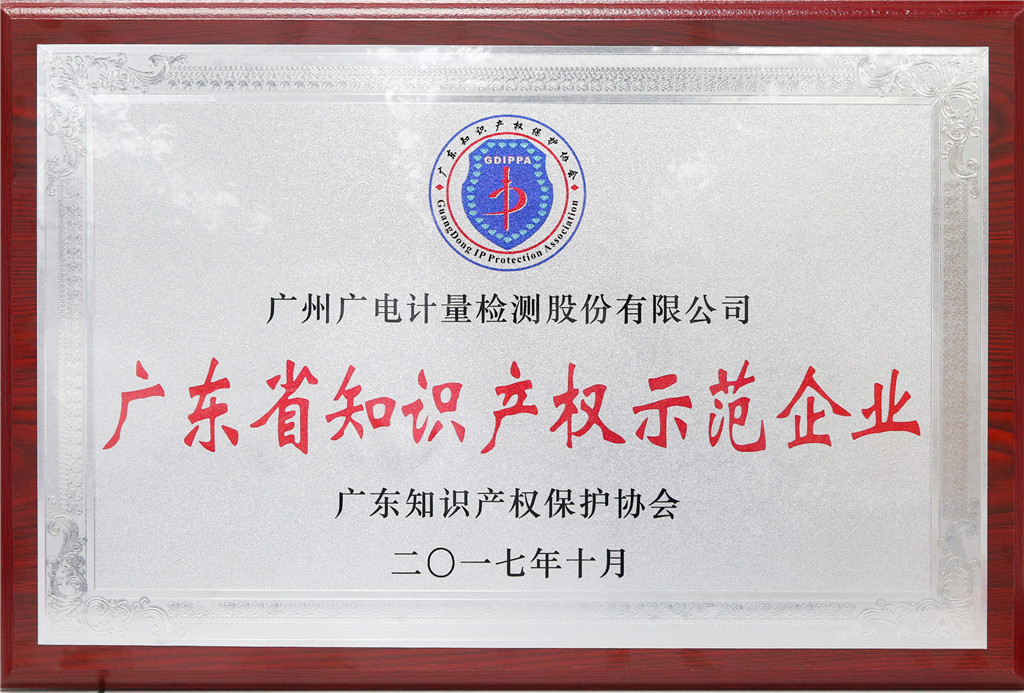 广东知识产权保护协会
GDIPPA
GuangDong IP Protection Association
广州广电计量检测股份有限公司
广东省知识产权示范企业
广东知识产权保护协会
二〇一七年十月